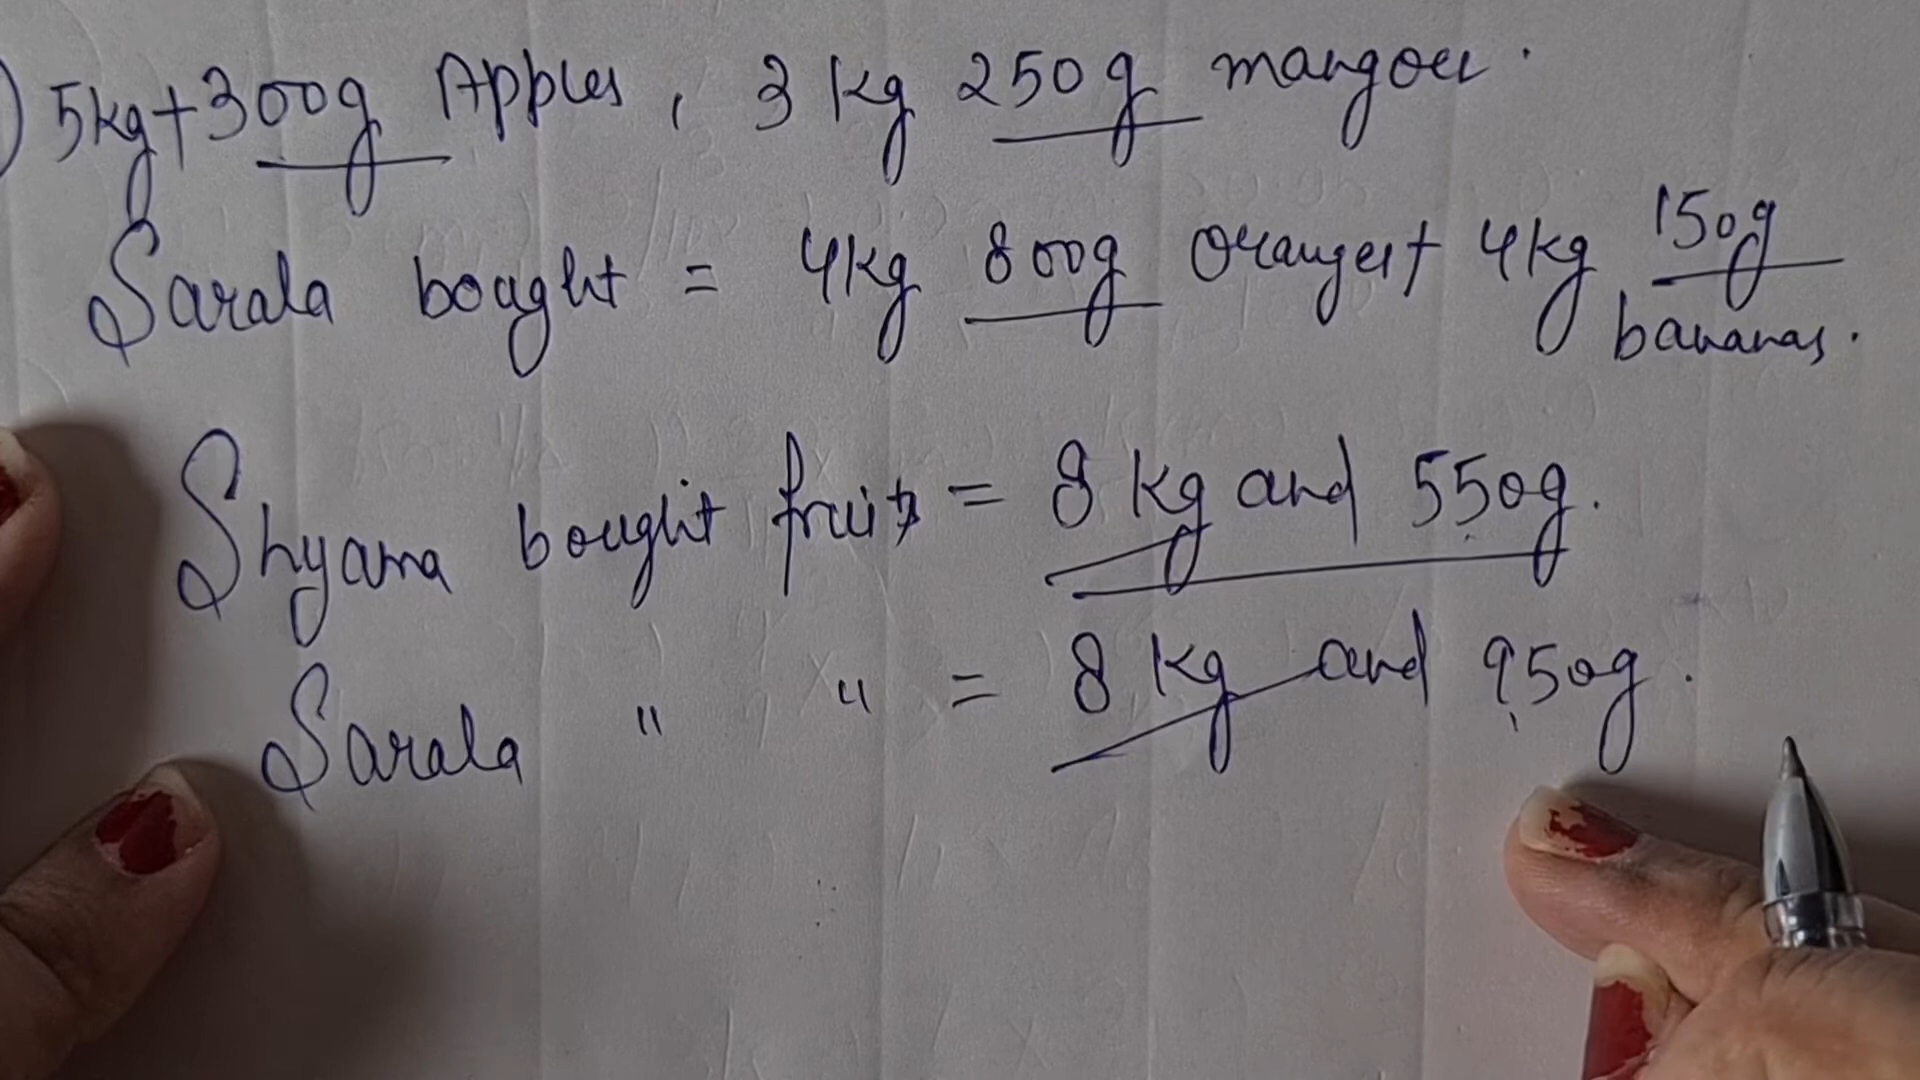 ) 5kg+300g Apples, 3 kg 250g mangoes.
Sarala bought = 4kg 800g oranges+ 4kg 150g
bananas.
Shyama bought fruits = 8 kg and 550g.
Sarala " " = 8 kg and 950g.